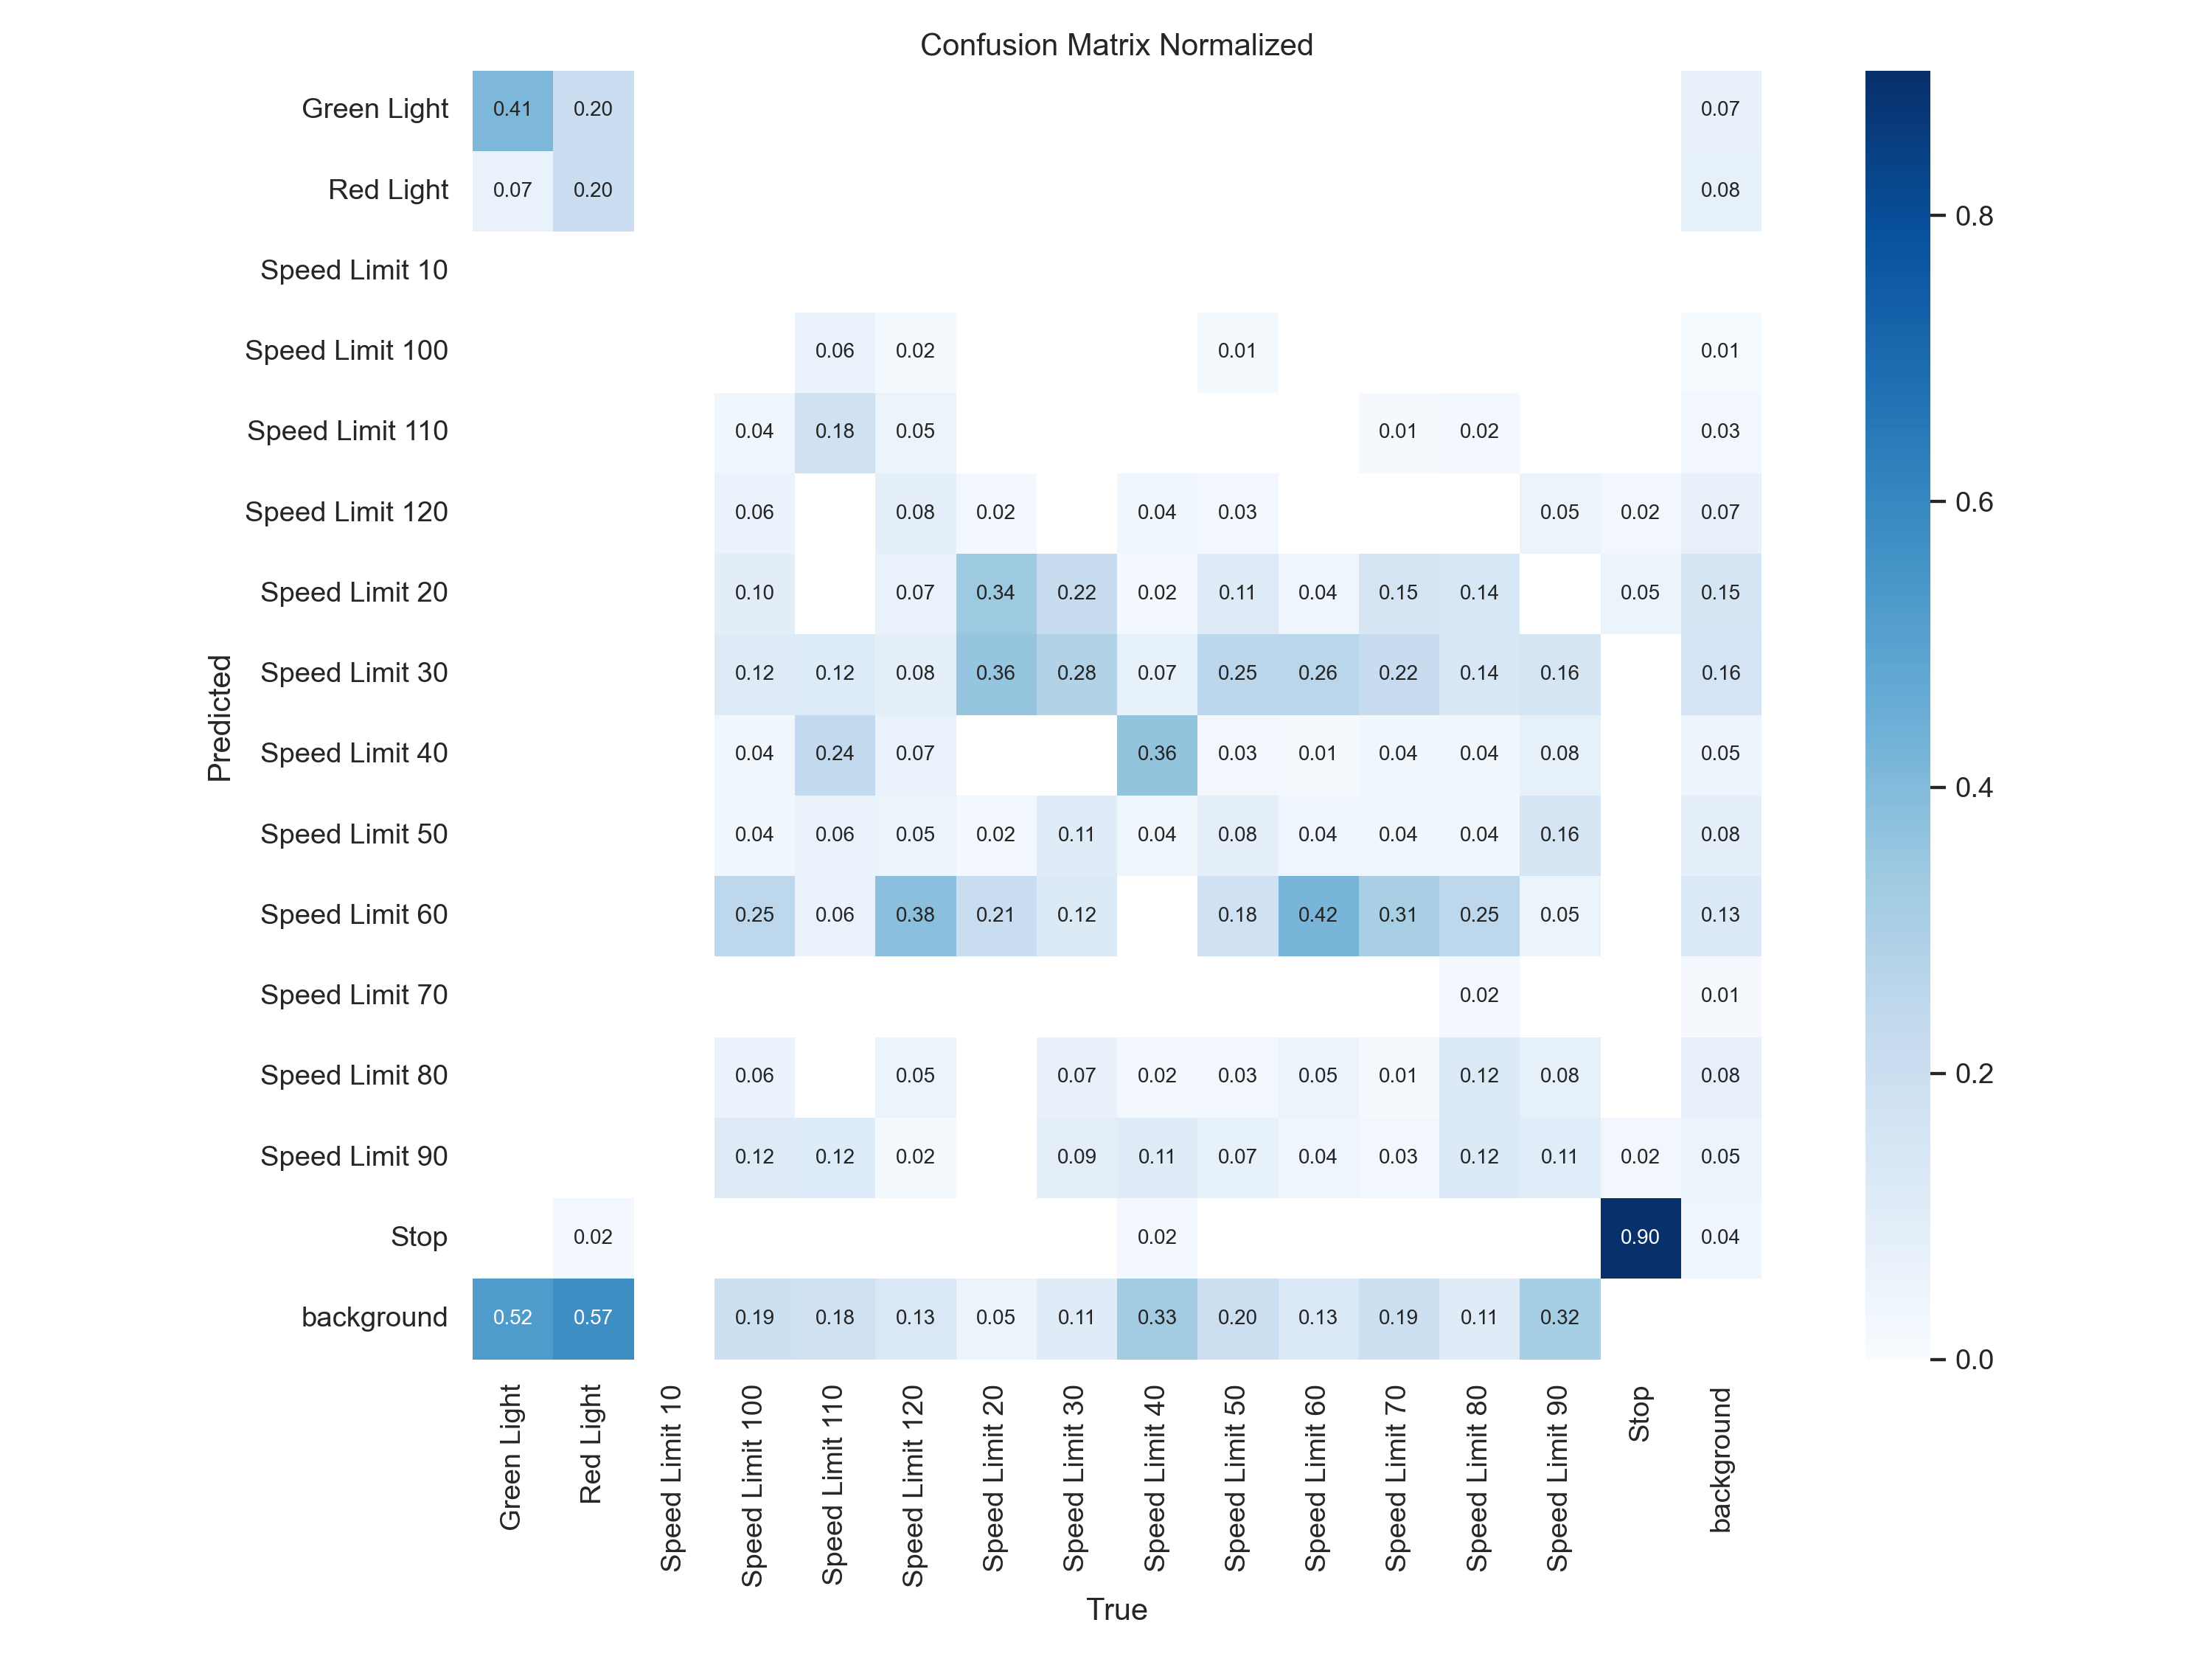 Confusion Matrix Normalized
Green Light 0.41 0.20 0.07
Red Light 0.07 0.20 0.08
Speed Limit 10
Speed Limit 100 0.06 0.02 0.01 0.01
Speed Limit 110 0.04 0.18 0.05 0.01 0.02 0.03
Speed Limit 120 0.06 0.08 0.02 0.04 0.03 0.05 0.02 0.07
Speed Limit 20 0.10 0.07 0.34 0.22 0.02 0.11 0.04 0.15 0.14 0.05 0.15
Speed Limit 30 0.12 0.12 0.08 0.36 0.28 0.07 0.25 0.26 0.22 0.14 0.16 0.16
Speed Limit 40 0.04 0.24 0.07 0.36 0.03 0.01 0.04 0.04 0.08 0.05
Speed Limit 50 0.04 0.06 0.05 0.02 0.11 0.04 0.08 0.04 0.04 0.04 0.16 0.08
Speed Limit 60 0.25 0.06 0.38 0.21 0.12 0.18 0.42 0.31 0.25 0.05 0.13
Speed Limit 70 0.02 0.01
Speed Limit 80 0.06 0.05 0.07 0.02 0.03 0.05 0.01 0.12 0.08 0.08
Speed Limit 90 0.12 0.12 0.02 0.09 0.11 0.07 0.04 0.03 0.12 0.11 0.02 0.05
Stop 0.02 0.02 0.90 0.04
background 0.52 0.57 0.19 0.18 0.13 0.05 0.11 0.33 0.20 0.13 0.19 0.11 0.32
Predicted
Green Light
Red Light
Speed Limit 10
Speed Limit 100
Speed Limit 110
Speed Limit 120
Speed Limit 20
Speed Limit 30
Speed Limit 40
Speed Limit 50
Speed Limit 60
Speed Limit 70
Speed Limit 80
Speed Limit 90
Stop
background
True
0.8
0.6
0.4
0.2
0.0